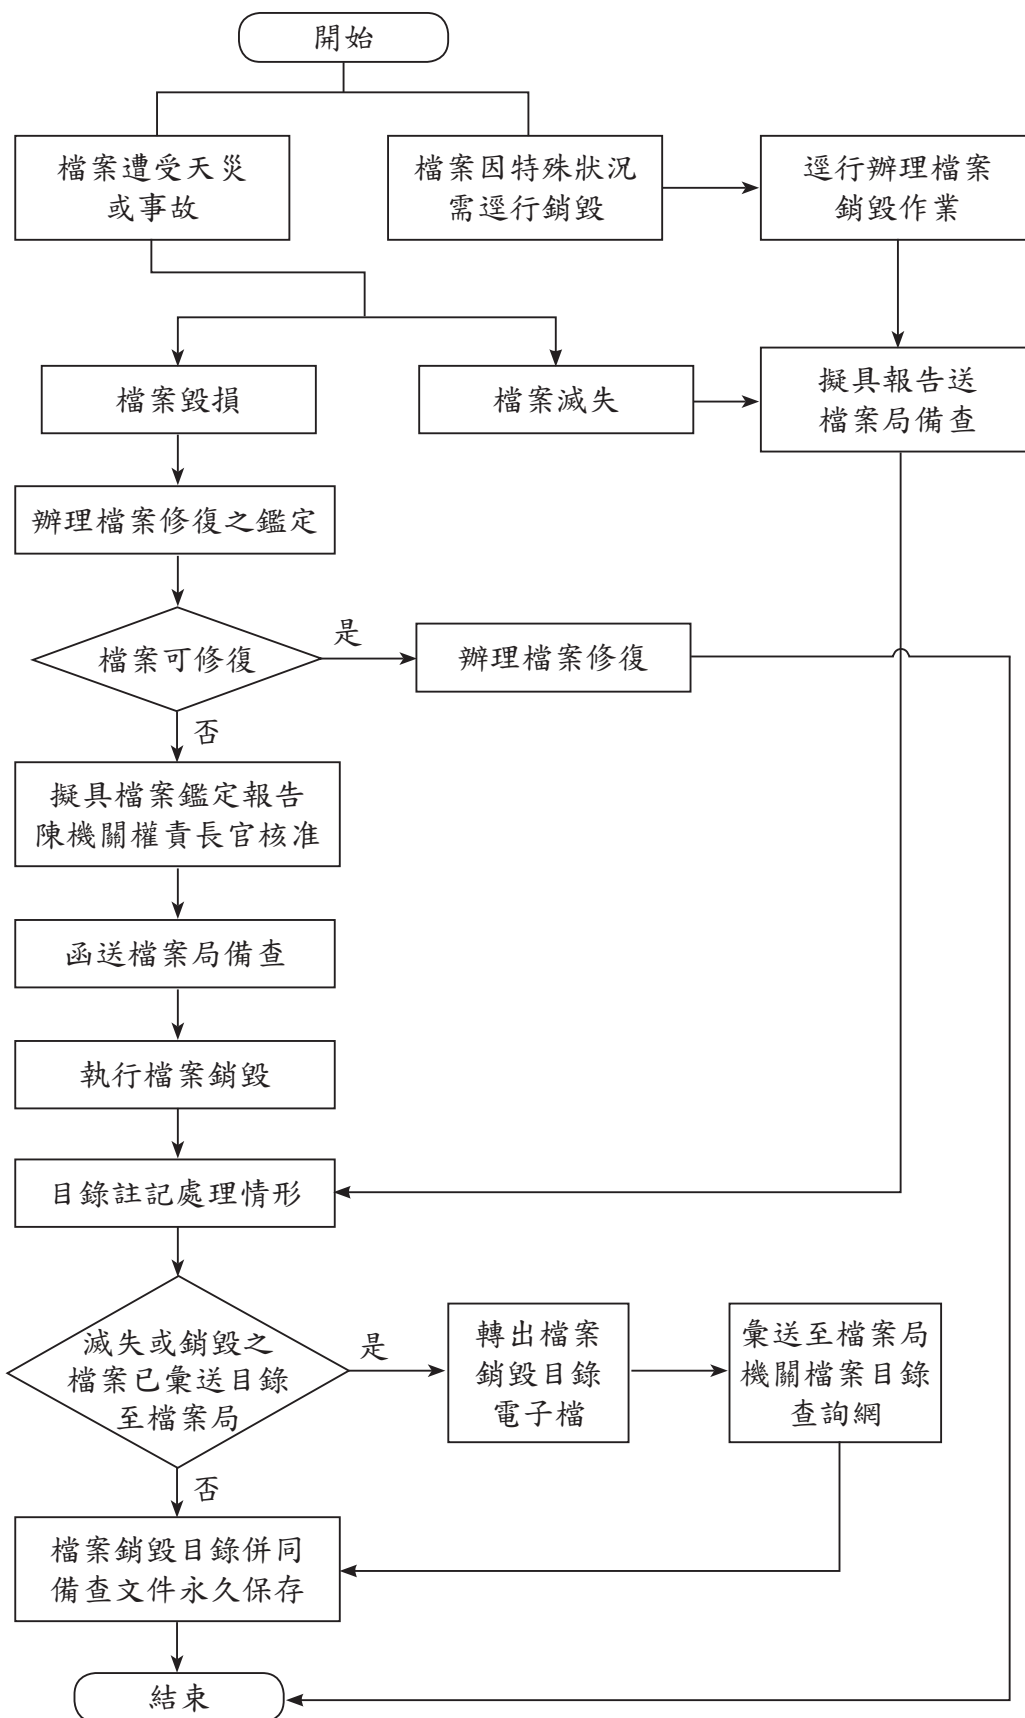 開始
檔案遭受天災
或事故
檔案因特殊狀況
需逕行銷毀
逕行辦理檔案
銷毀作業
檔案毀損
檔案滅失
擬具報告送
檔案局備查
辦理檔案修復之鑑定
檔案可修復
是
辦理檔案修復
否
擬具檔案鑑定報告
陳機關權責長官核准
函送檔案局備查
執行檔案銷毀
目錄註記處理情形
滅失或銷毀之
檔案已彙送目錄
至檔案局
是
轉出檔案
銷毀目錄
電子檔
彙送至檔案局
機關檔案目錄
查詢網
否
檔案銷毀目錄併同
備查文件永久保存
結束